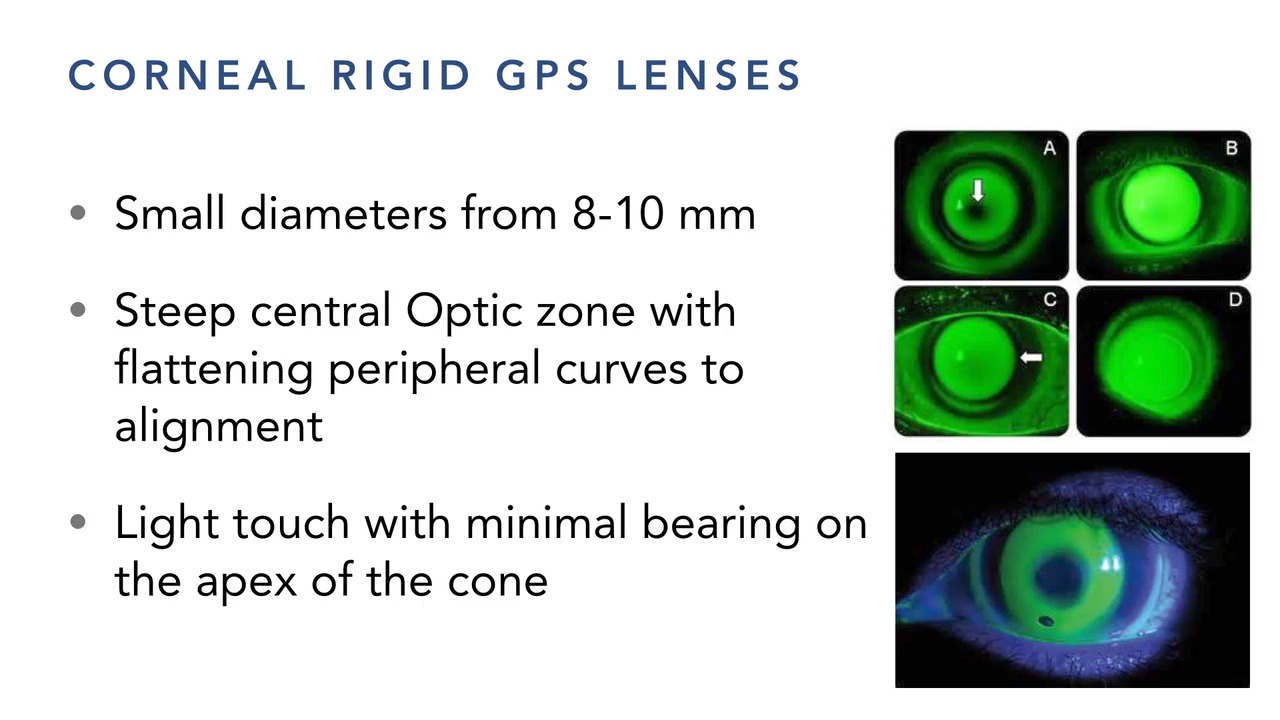 CORNEAL RIGID GPS LENSES
• Small diameters from 8-10 mm
• Steep central Optic zone with
flattening peripheral curves to
alignment
• Light touch with minimal bearing on
the apex of the cone
A
B
C
D